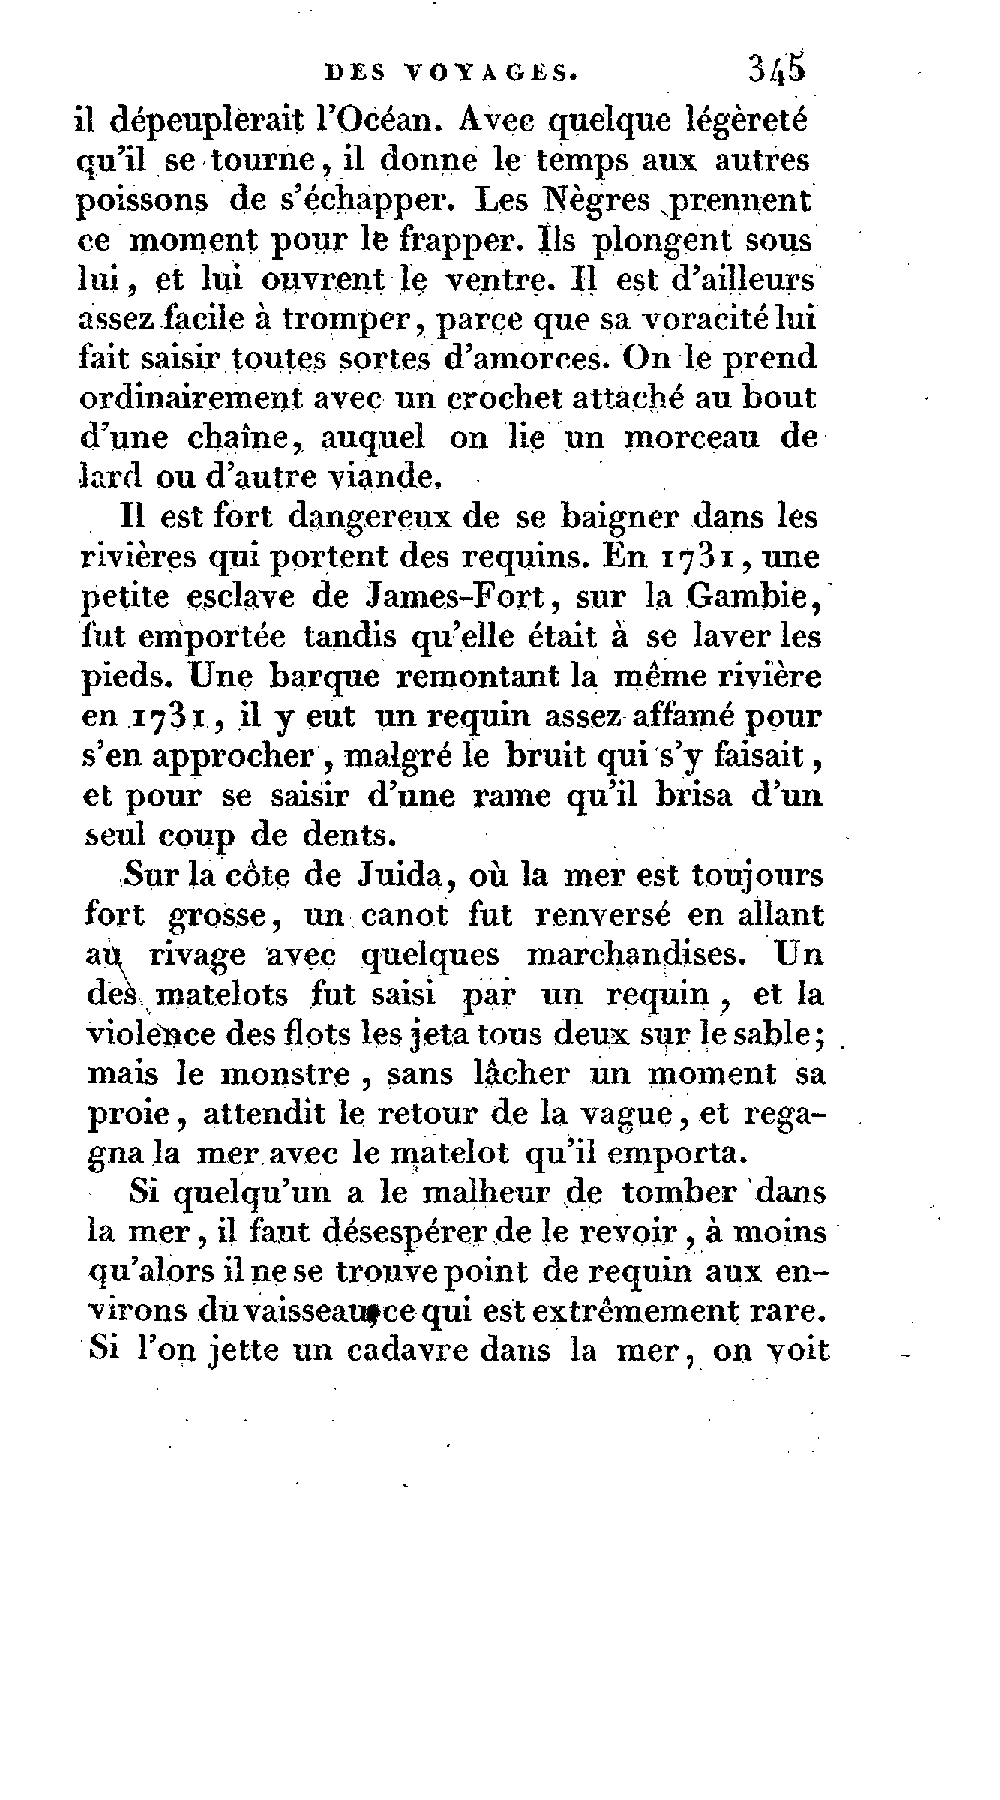 DES VOYAGES. 345
il dépeuplerait l'Océan. Avec quelque légèreté
qu'il se tourne, il donne le temps aux autres
poissons de s'échapper. Les Nègres prennent
ce moment pour le frapper. Ils plongent sous
lui, et lui ouvrent le ventre. Il est d'ailleurs
assez facile à tromper, parce que sa voracité lui
fait saisir toutes sortes d'amorces. On le prend
ordinairement avec un crochet attaché au bout
d'une chaîne, auquel on lie un morceau de
lard ou d'autre viande.
Il est fort dangereux de se baigner dans les
rivières qui portent des requins. En 1731, une
petite esclave de James-Fort, sur la Gambie,
fut emportée tandis qu'elle était à se laver les
pieds. Une barque remontant la même rivière
en 1731, il y eut un requin assez affamé pour
s'en approcher, malgré le bruit qui s'y faisait,
et pour se saisir d'une rame qu'il brisa d'un
seul coup de dents.
Sur la côte de Juida, où la mer est toujours
fort grosse, un canot fut renversé en allant
au rivage avec quelques marchandises. Un
des matelots fut saisi par un requin, et la
violence des flots les jeta tous deux sur le sable;
mais le monstre, sans lâcher un moment sa
proie, attendit le retour de la vague, et rega-
gna la mer avec le matelot qu'il emporta.
Si quelqu'un a le malheur de tomber dans
la mer, il faut désespérer de le revoir, à moins
qu'alors il ne se trouve point de requin aux en-
virons du vaisseau, ce qui est extrêmement rare.
Si l'on jette un cadavre dans la mer, on voit